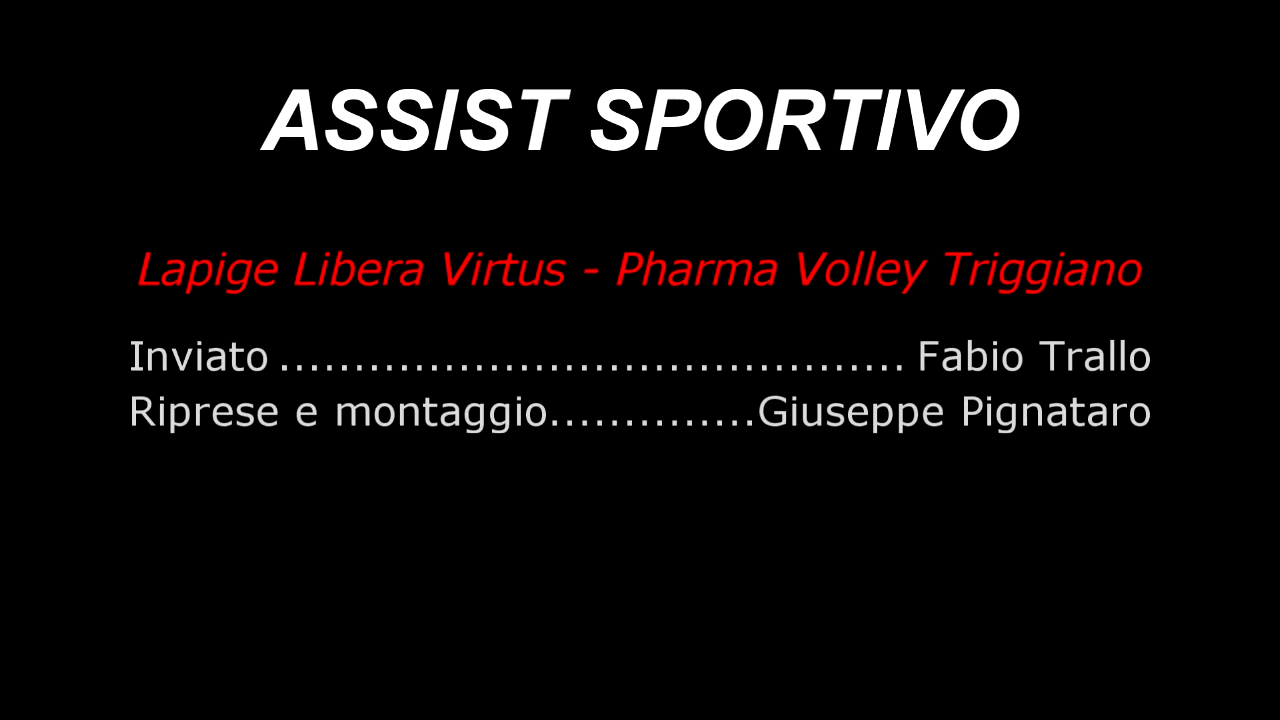 ASSIST SPORTIVO
Lapige Libera Virtus - Pharma Volley Triggiano
Inviato .......................................... Fabio Trallo
Riprese e montaggio..............Giuseppe Pignataro